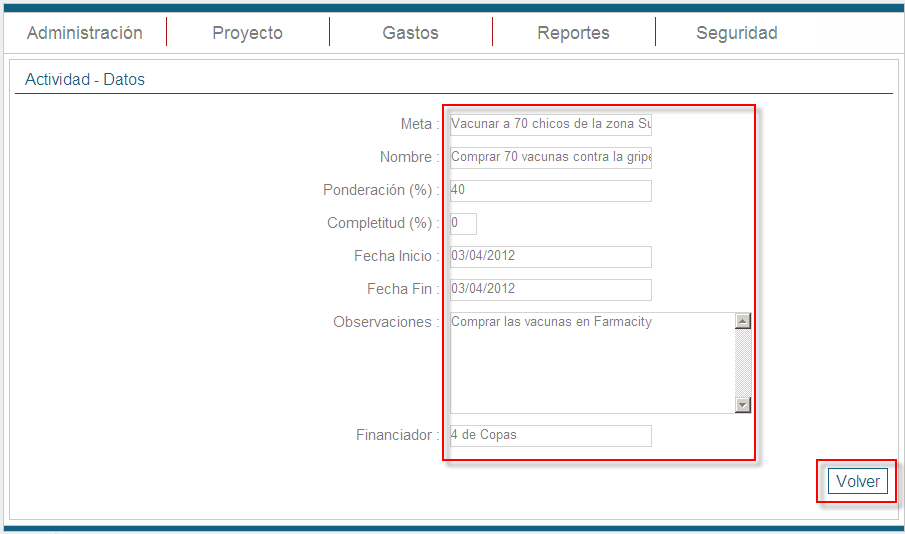 Administración Proyecto Gastos Reportes Seguridad
Actividad - Datos
Meta : Vacunar a 70 chicos de la zona Su
Nombre : Comprar 70 vacunas contra la gripe
Ponderación (%) : 40
Completitud (%) : 0
Fecha Inicio : 03/04/2012
Fecha Fin : 03/04/2012
Observaciones : Comprar las vacunas en Farmacity
Financiador : 4 de Copas
Volver